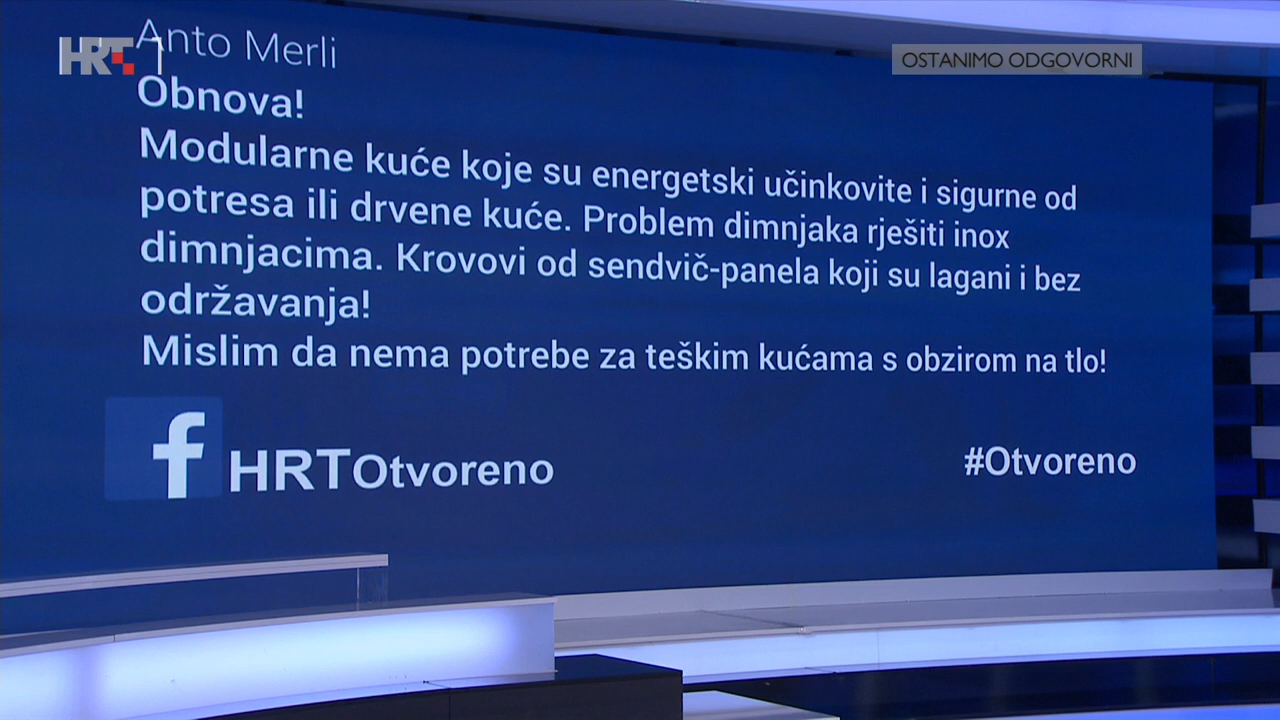 Anto Merli
HRT 1
OSTANIMO ODGOVORNI
Obnova!
Modularne kuće koje su energetski učinkovite i sigurne od
potresa ili drvene kuće. Problem dimnjaka rješiti inox
dimnjacima. Krovovi od sendvič-panela koji su lagani i bez
održavanja!
Mislim da nema potrebe za teškim kućama s obzirom na tlo!
f HRTOtvoreno
#Otvoreno